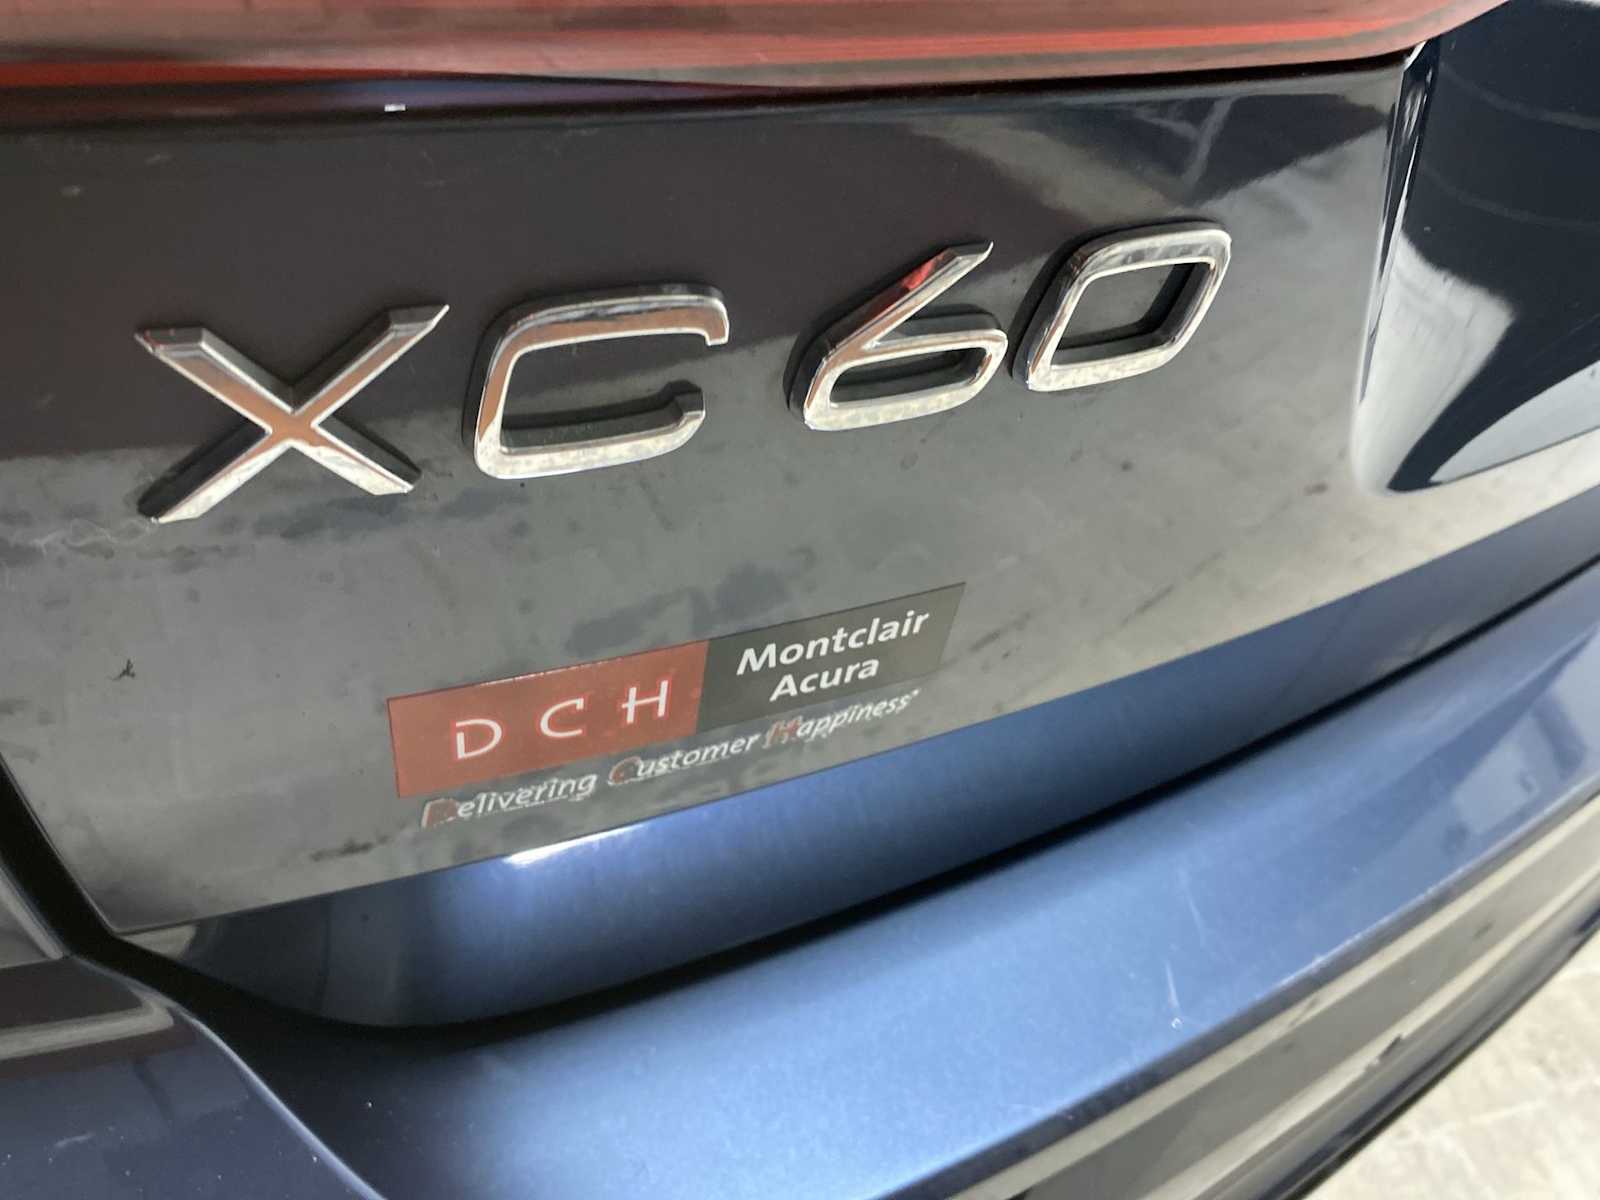 XC60
DCH
Montclair
Acura
Delivering Customer Happiness